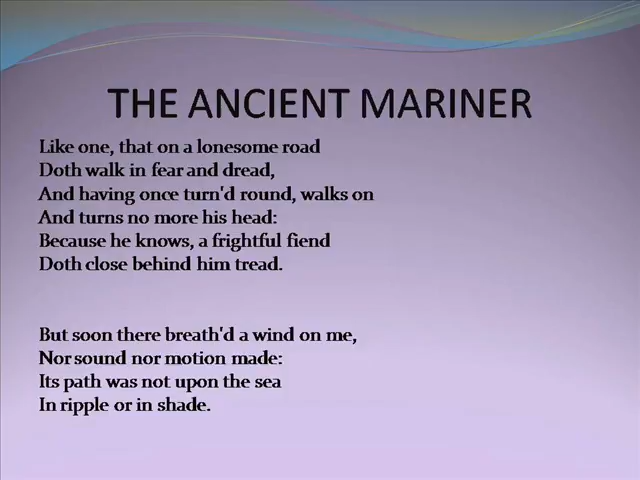 THE ANCIENT MARINER
Like one, that on a lonesome road
Doth walk in fear and dread,
And having once turn'd round, walks on
And turns no more his head:
Because he knows, a frightful fiend
Doth close behind him tread.
But soon there breath'd a wind on me,
Nor sound nor motion made:
Its path was not upon the sea
In ripple or in shade.